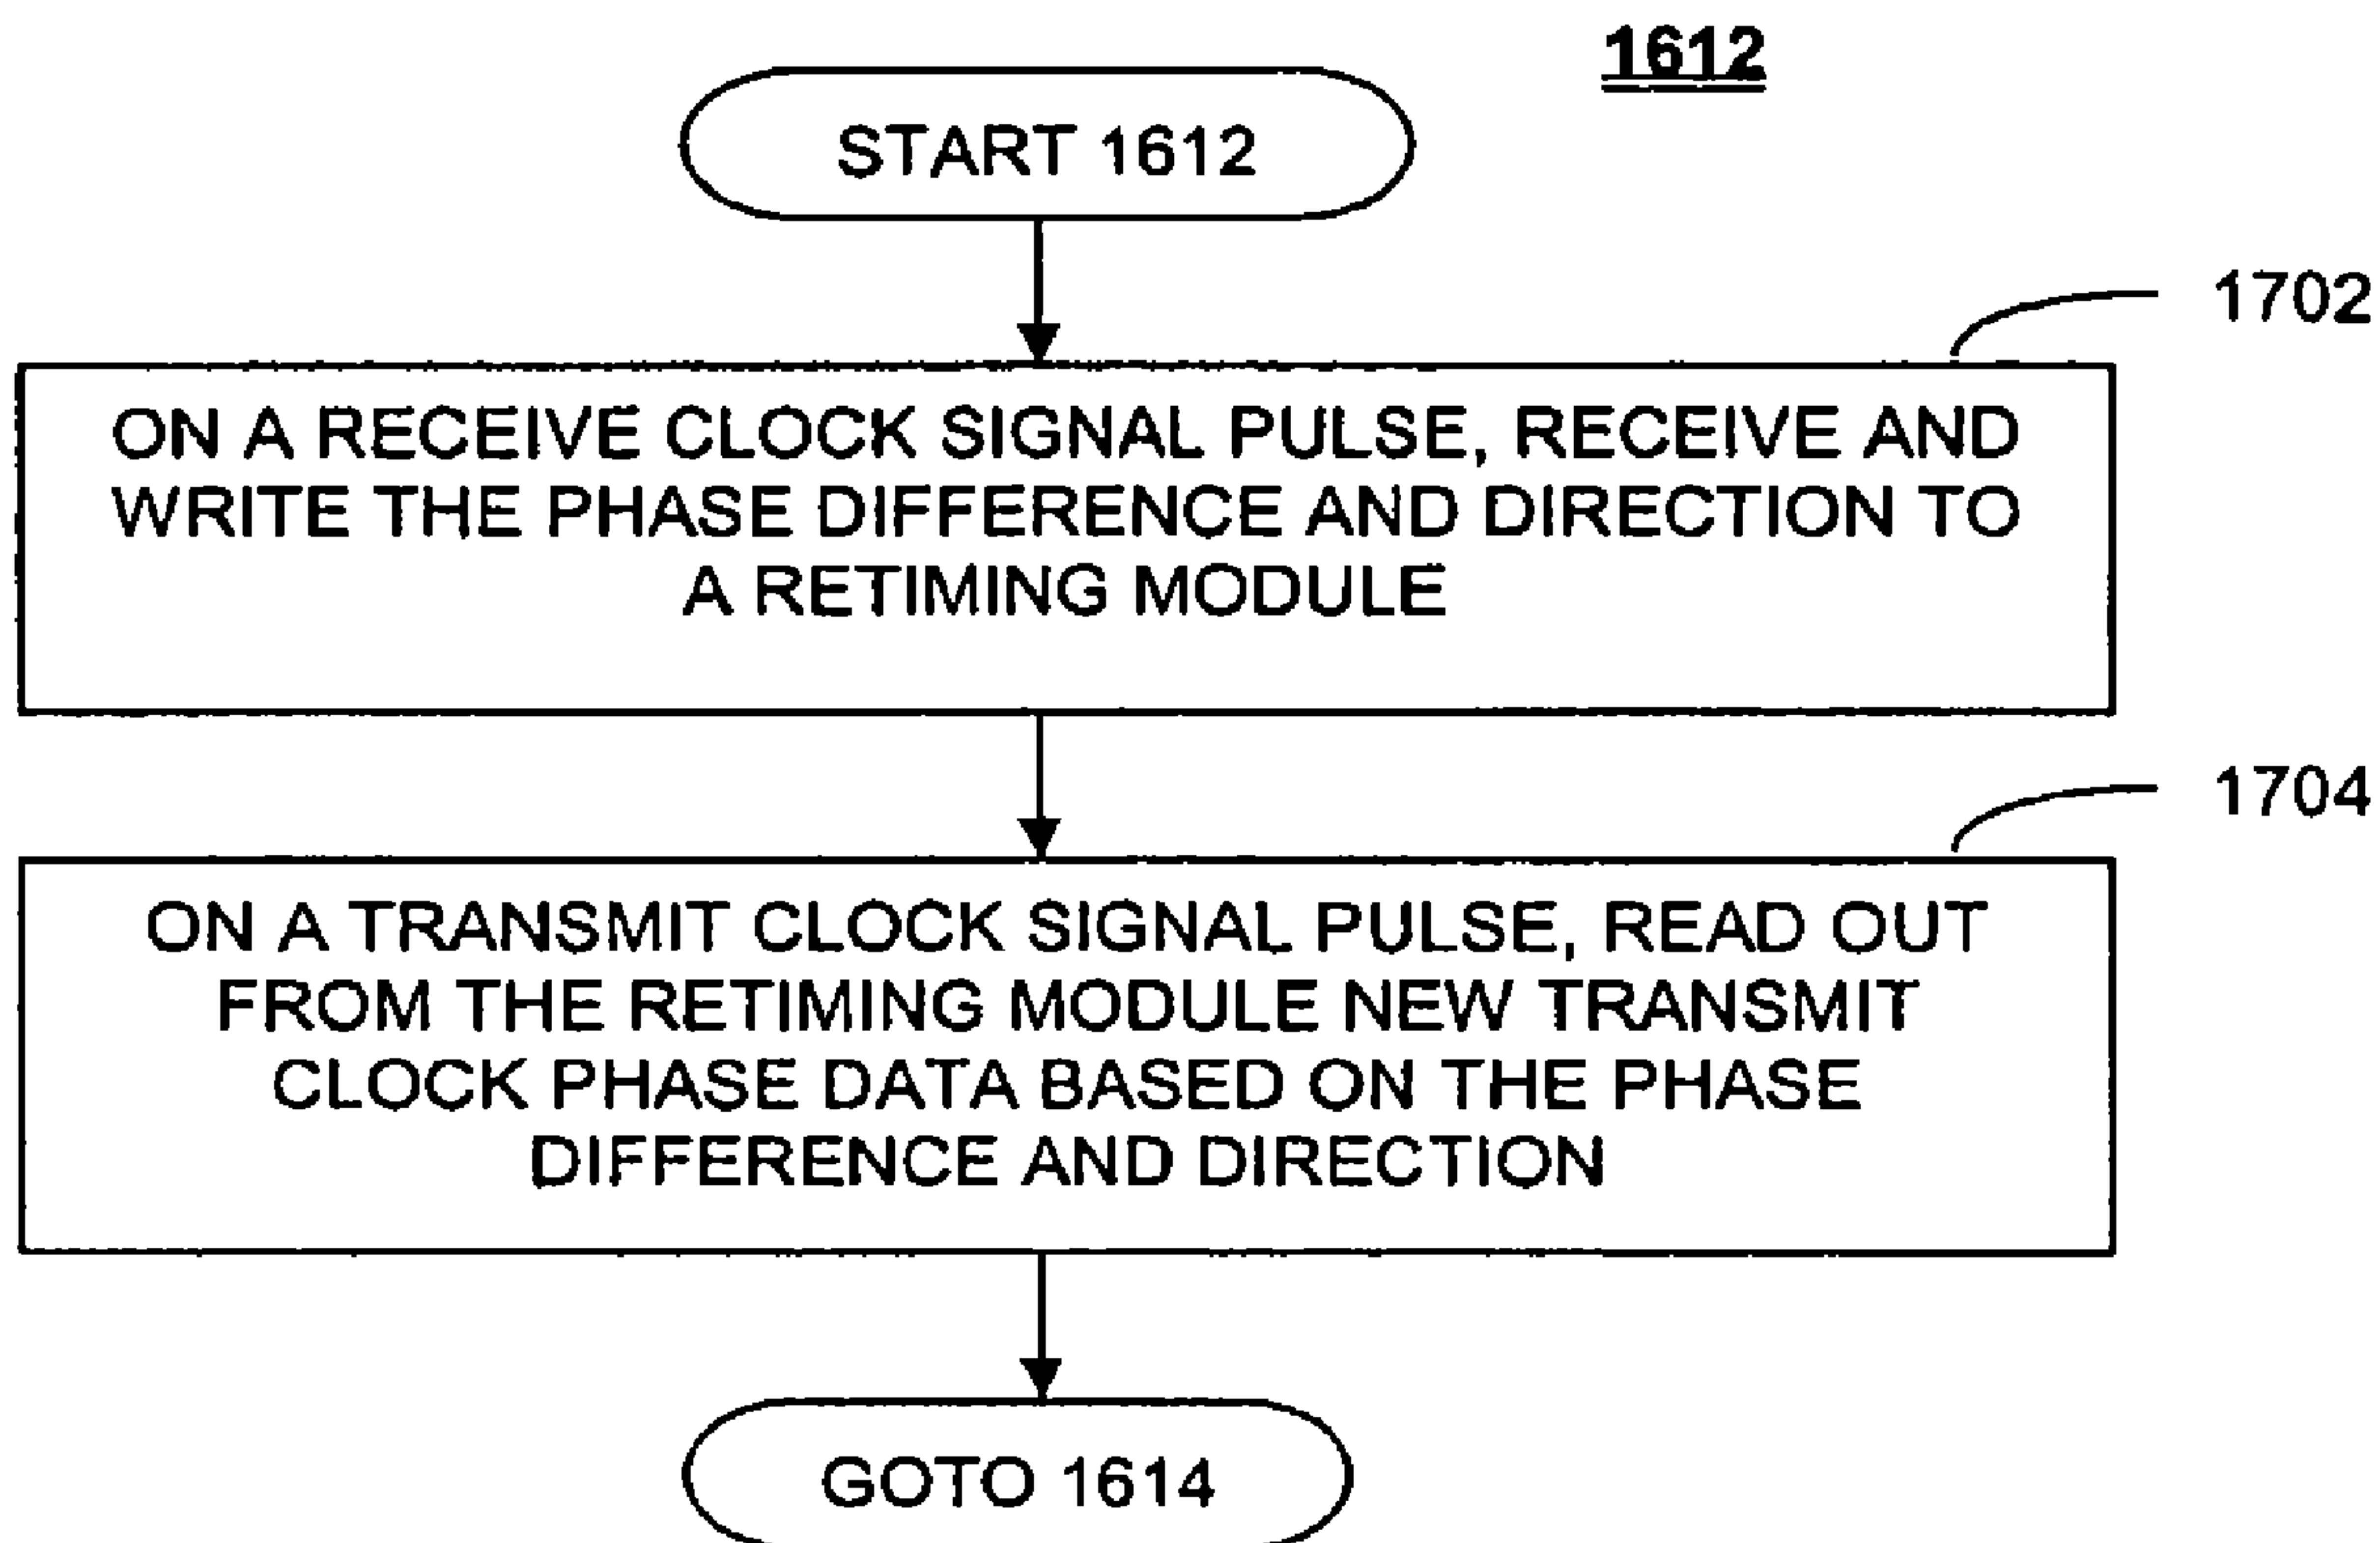 1612
START 1612
1702
ON A RECEIVE CLOCK SIGNAL PULSE, RECEIVE AND
WRITE THE PHASE DIFFERENCE AND DIRECTION TO
A RETIMING MODULE
1704
ON A TRANSMIT CLOCK SIGNAL PULSE, READ OUT
FROM THE RETIMING MODULE NEW TRANSMIT
CLOCK PHASE DATA BASED ON THE PHASE
DIFFERENCE AND DIRECTION
GOTO 1614